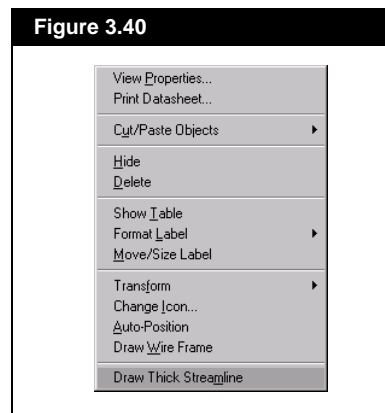 Figure 3.40
View Properties...
Print Datasheet...
Cut/Paste Objects
Hide
Delete
Show Table
Format Label
Move/Size Label
Transform
Change Icon...
Auto-Position
Draw Wire Frame
Draw Thick Streamline